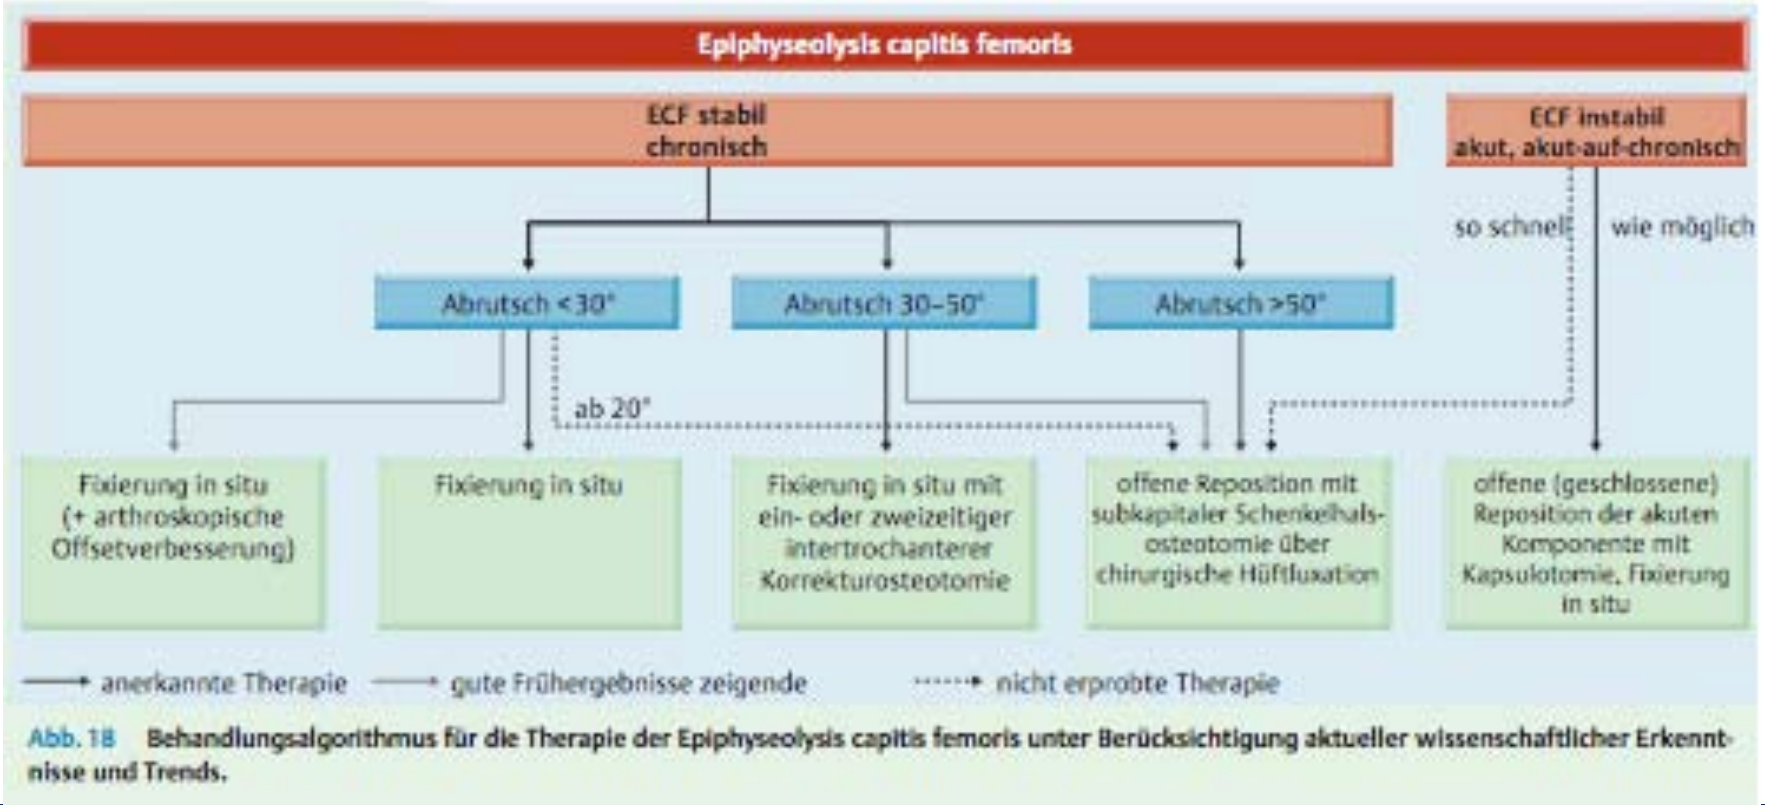 Epiphyseolysis capitis femoris
ECF stabil
chronisch
ECF instabil
akut, akut-auf-chronisch
so schnell wie möglich
Abrutsch <30°
Abrutsch 30–50°
Abrutsch >50°
ab 20°
Fixierung in situ
(+ arthroskopische
Offsetverbesserung)
Fixierung in situ
Fixierung in situ mit
ein- oder zweizeitiger
intertrochanterer
Korrekturosteotomie
offene Reposition mit
subkapitaler Schenkelhals-
osteotomie über
chirurgische Hüftluxation
offene (geschlossene)
Reposition der akuten
Komponente mit
Kapsulotomie, Fixierung
in situ
anerkannte Therapie
gute Frühergebnisse zeigende
nicht erprobte Therapie
Abb. 18 Behandlungsalgorithmus für die Therapie der Epiphyseolysis capitis femoris unter Berücksichtigung aktueller wissenschaftlicher Erkennt-
nisse und Trends.